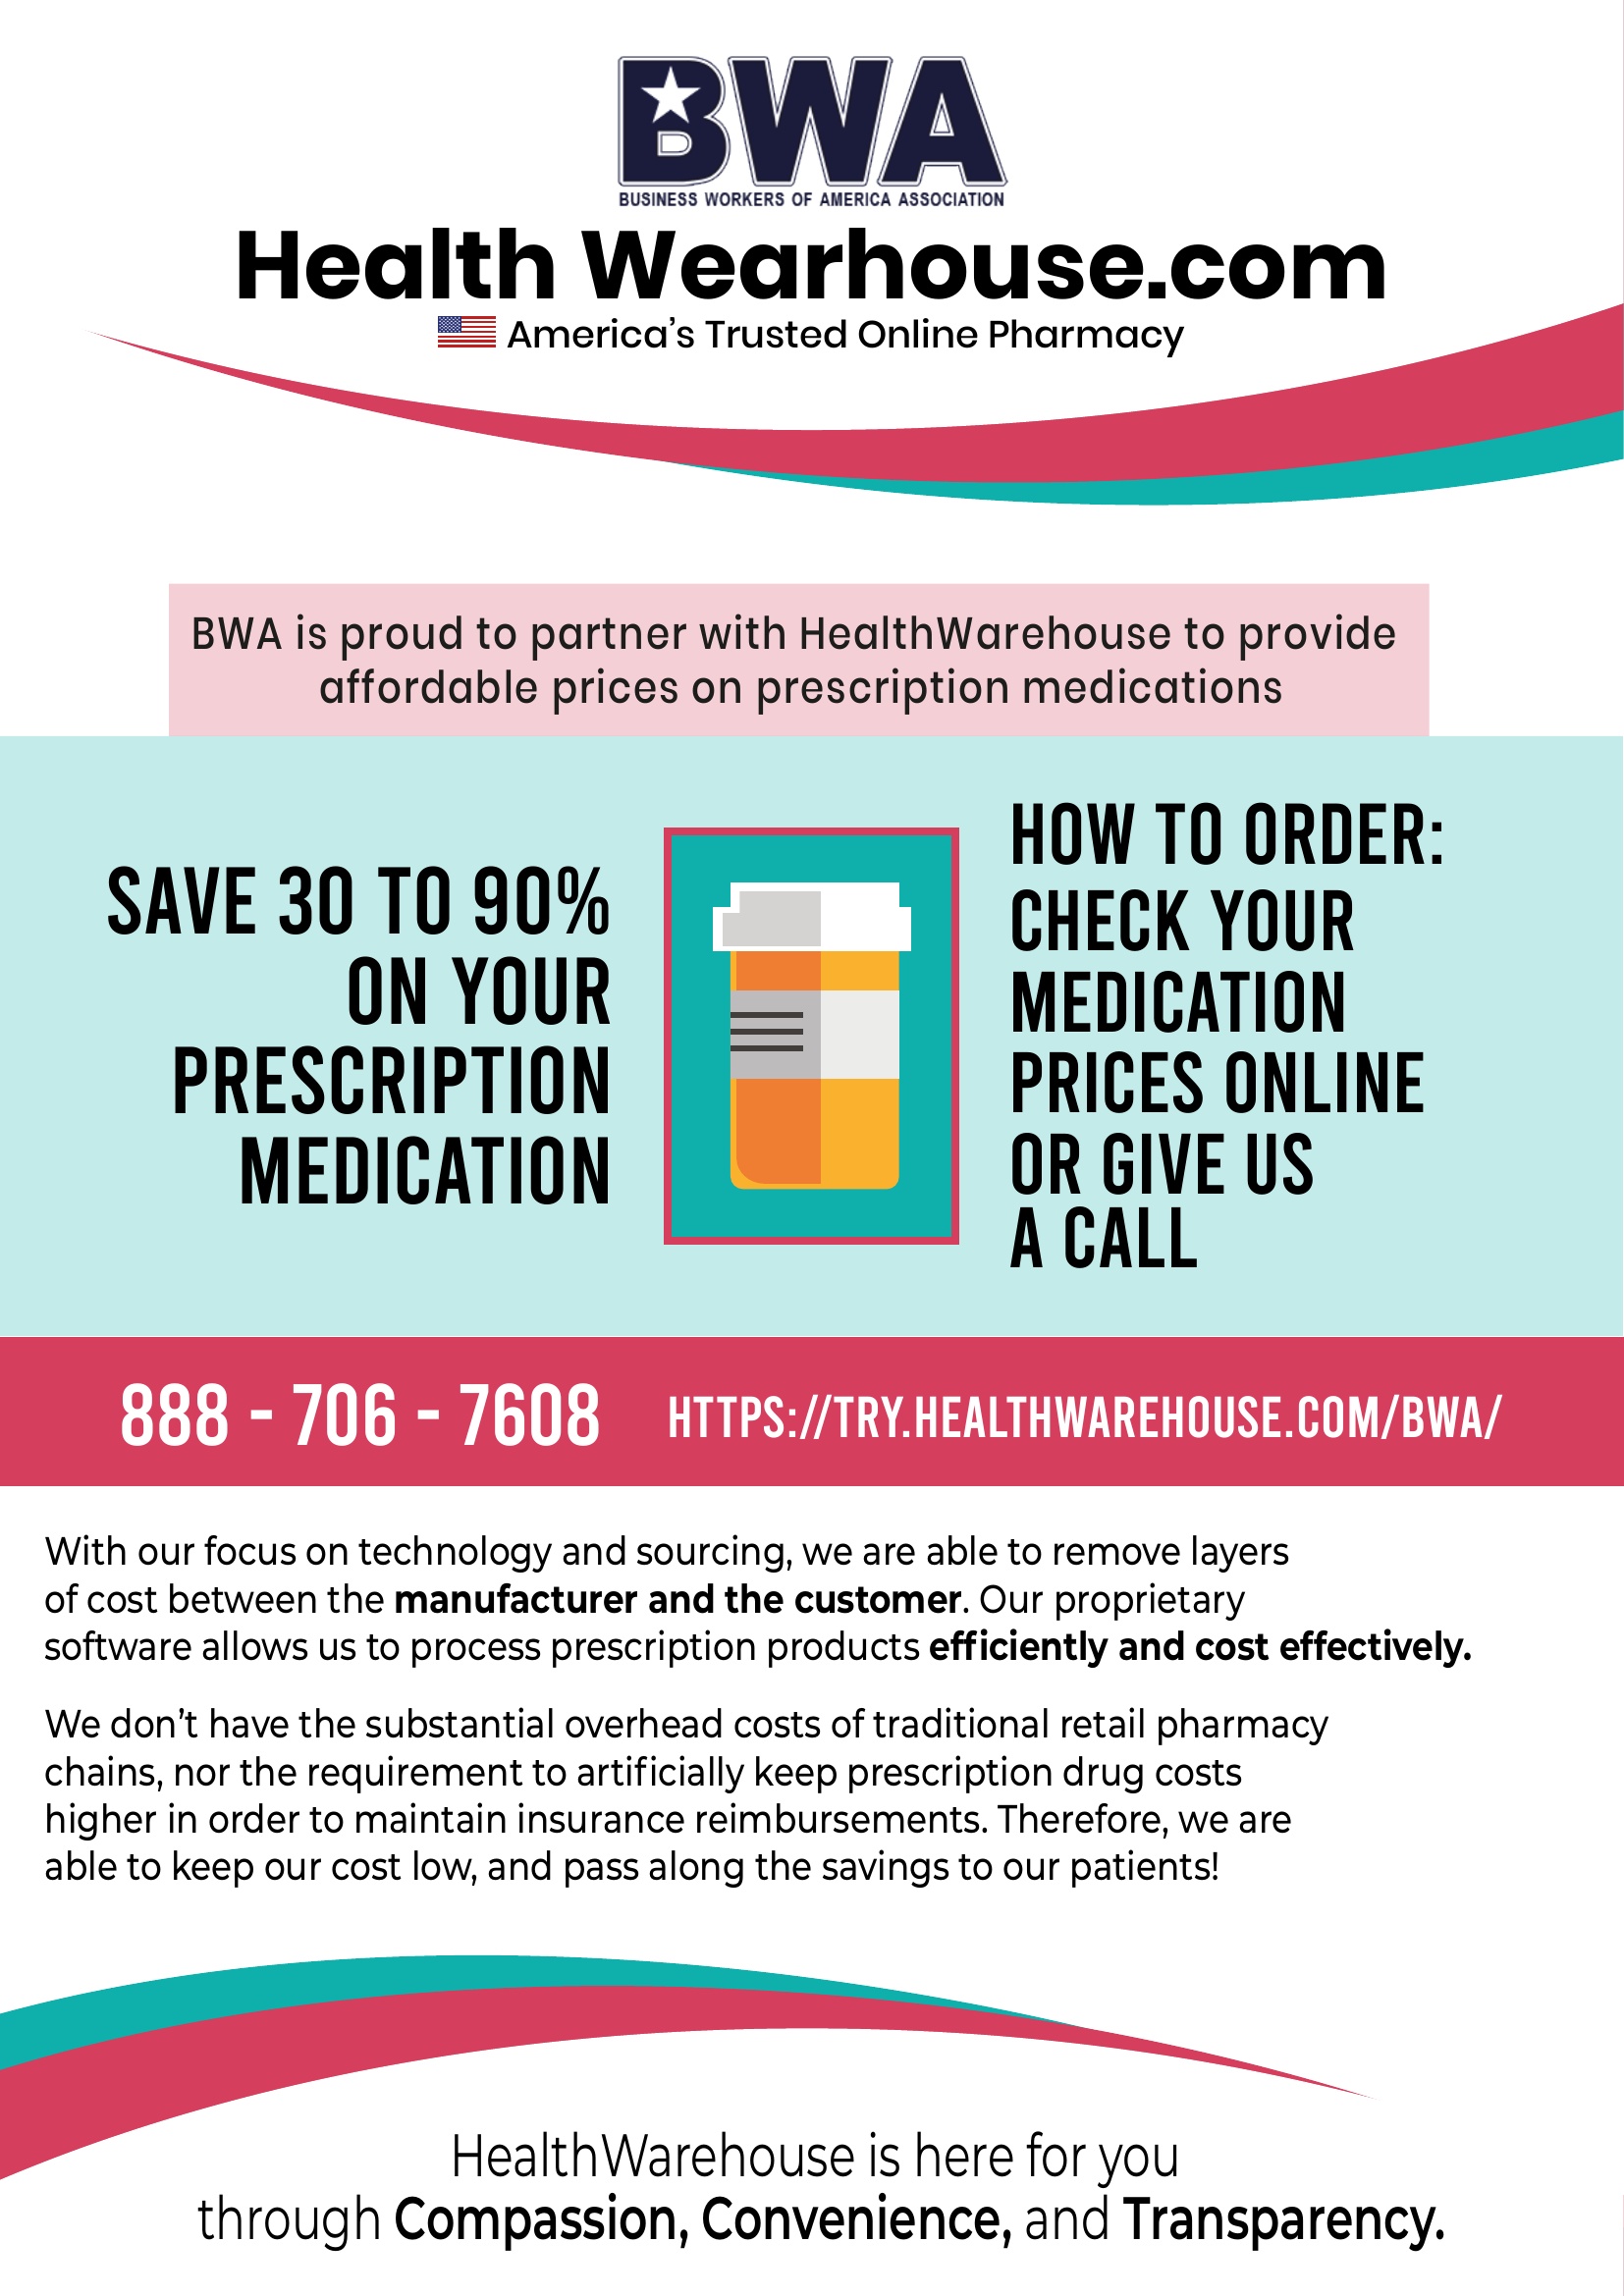 BWA
BUSINESS WORKERS OF AMERICA ASSOCIATION
Health Wearhouse.com
America's Trusted Online Pharmacy
BWA is proud to partner with HealthWarehouse to provide
affordable prices on prescription medications
SAVE 30 TO 90%
ON YOUR
PRESCRIPTION
MEDICATION
HOW TO ORDER:
CHECK YOUR
MEDICATION
PRICES ONLINE
OR GIVE US
A CALL
888 - 706 - 7608
HTTPS://TRY.HEALTHWAREHOUSE.COM/BWA/
With our focus on technology and sourcing, we are able to remove layers
of cost between the manufacturer and the customer. Our proprietary
software allows us to process prescription products efficiently and cost effectively.
We don't have the substantial overhead costs of traditional retail pharmacy
chains, nor the requirement to artificially keep prescription drug costs
higher in order to maintain insurance reimbursements. Therefore, we are
able to keep our cost low, and pass along the savings to our patients!
HealthWarehouse is here for you
through Compassion, Convenience, and Transparency.